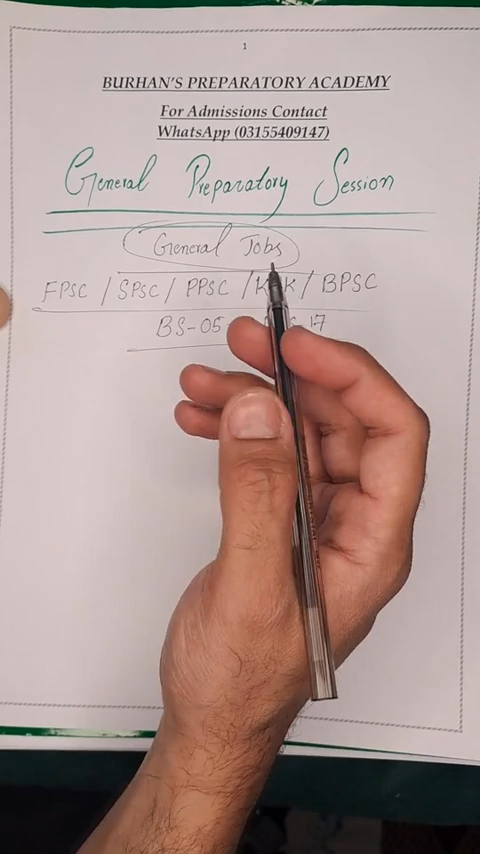 1
BURHAN'S PREPARATORY ACADEMY
For Admissions Contact
WhatsApp (03155409147)
General Preparatory Session
General Jobs
FPSC / SPSC / PPSC / / BPSC
BS-05 17